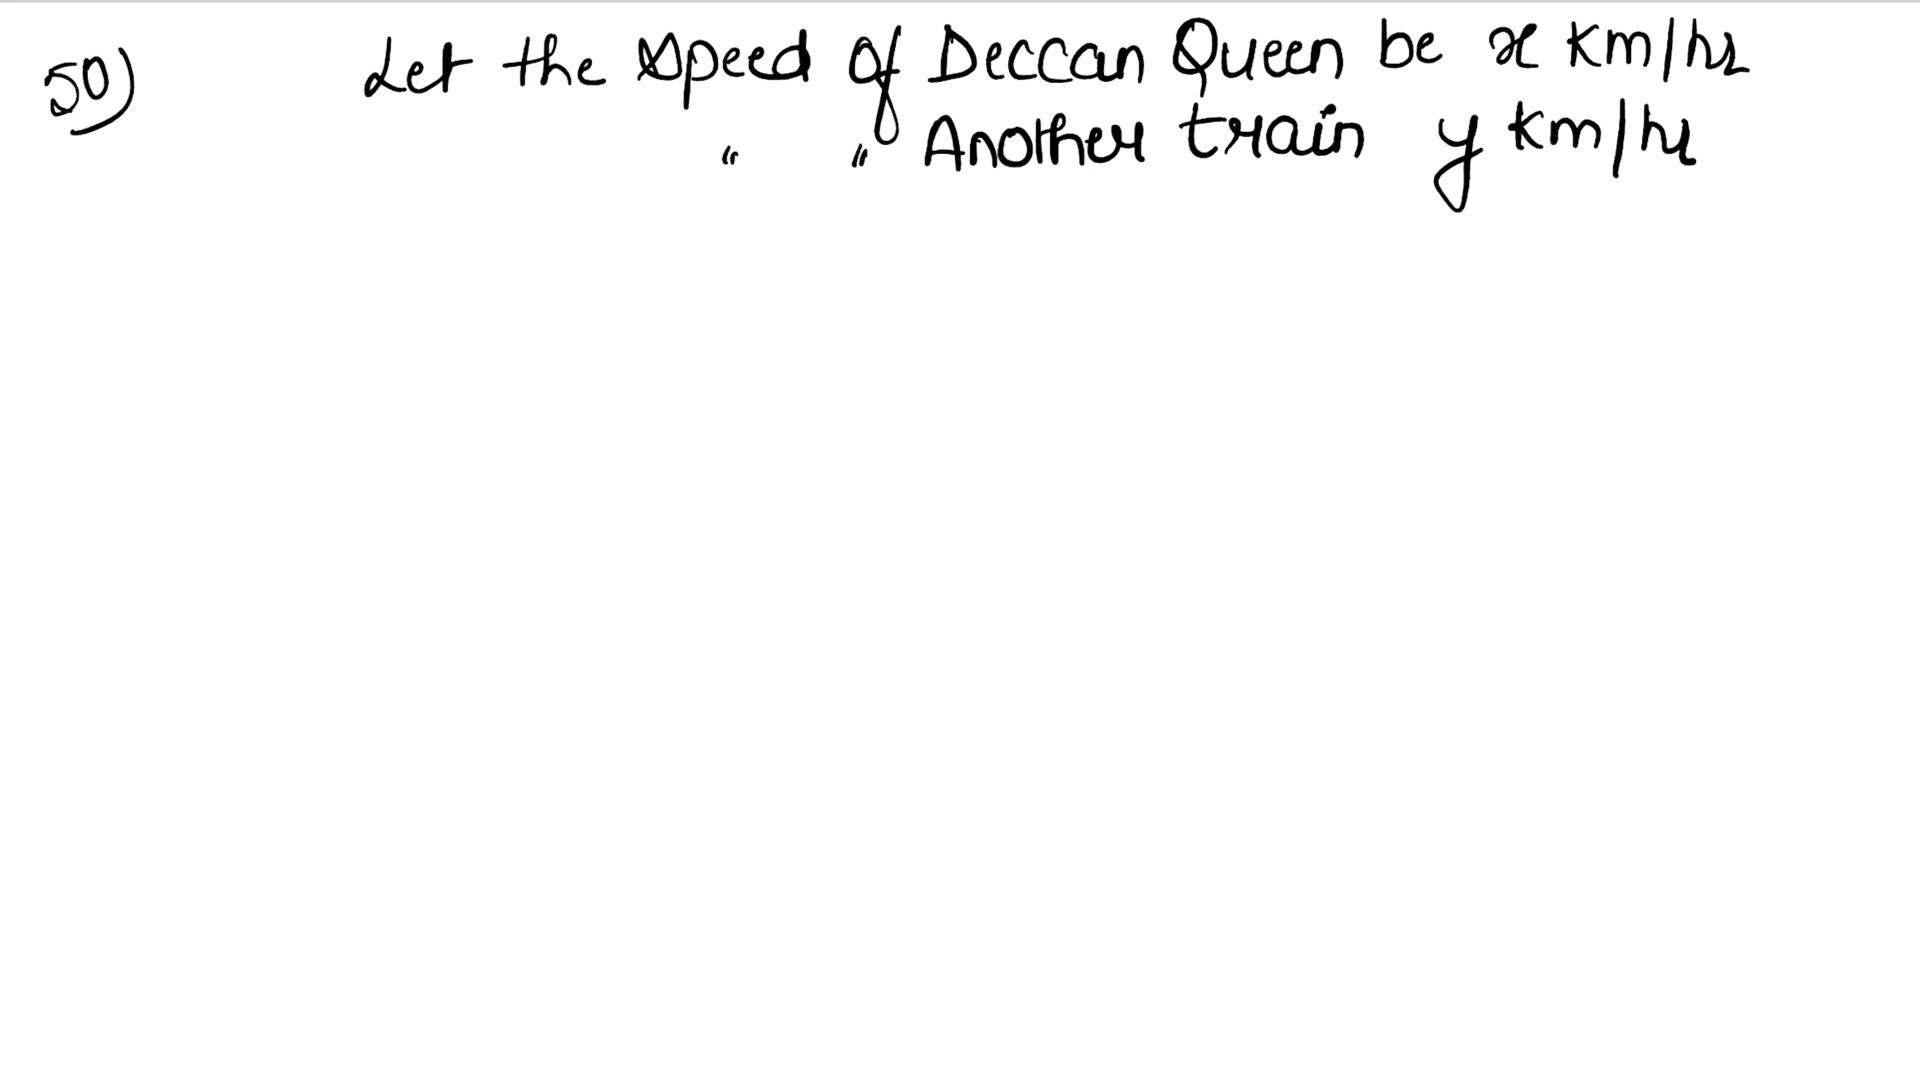 50) Let the speed of Deccan Queen be x Km/hr
" " Another train y Km/hr